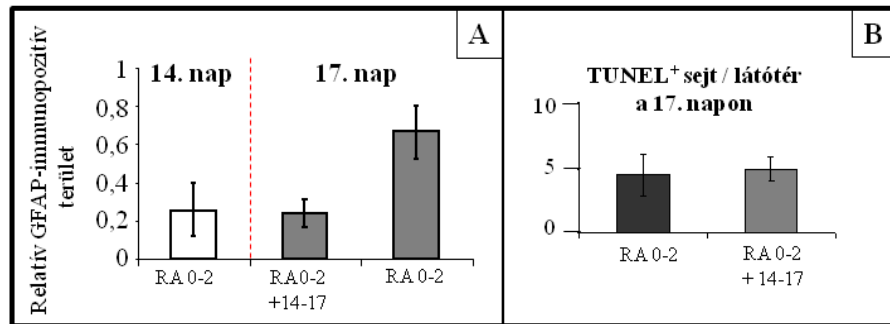 A
Relatív GFAP-immunopozitív
terület
1
0,8
0,6
0,4
0,2
0
14. nap
17. nap
RA 0-2
RA 0-2
+14-17
RA 0-2
B
TUNEL⁺ sejt / látótér
a 17. napon
10
5
0
RA 0-2
RA 0-2
+ 14-17